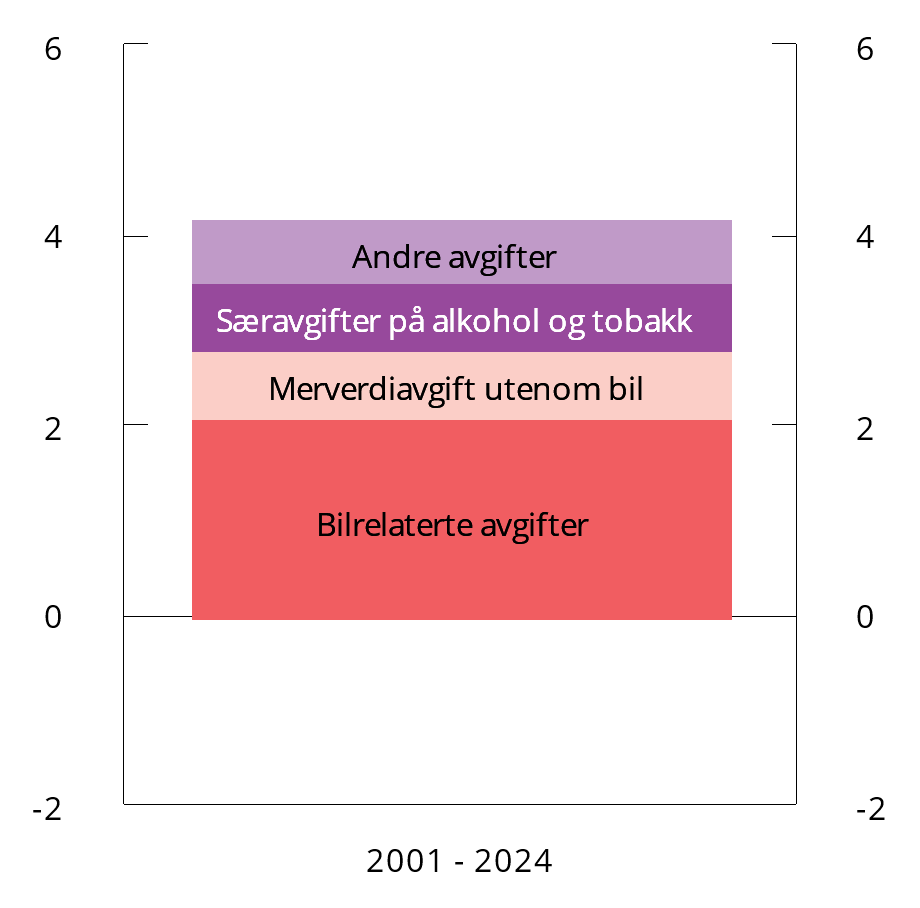 6 6
Andre avgifter
4 4
Særavgifter på alkohol og tobakk
Merverdiavgift utenom bil
2 2
Bilrelaterte avgifter
0 0
-2 -2
2001 - 2024